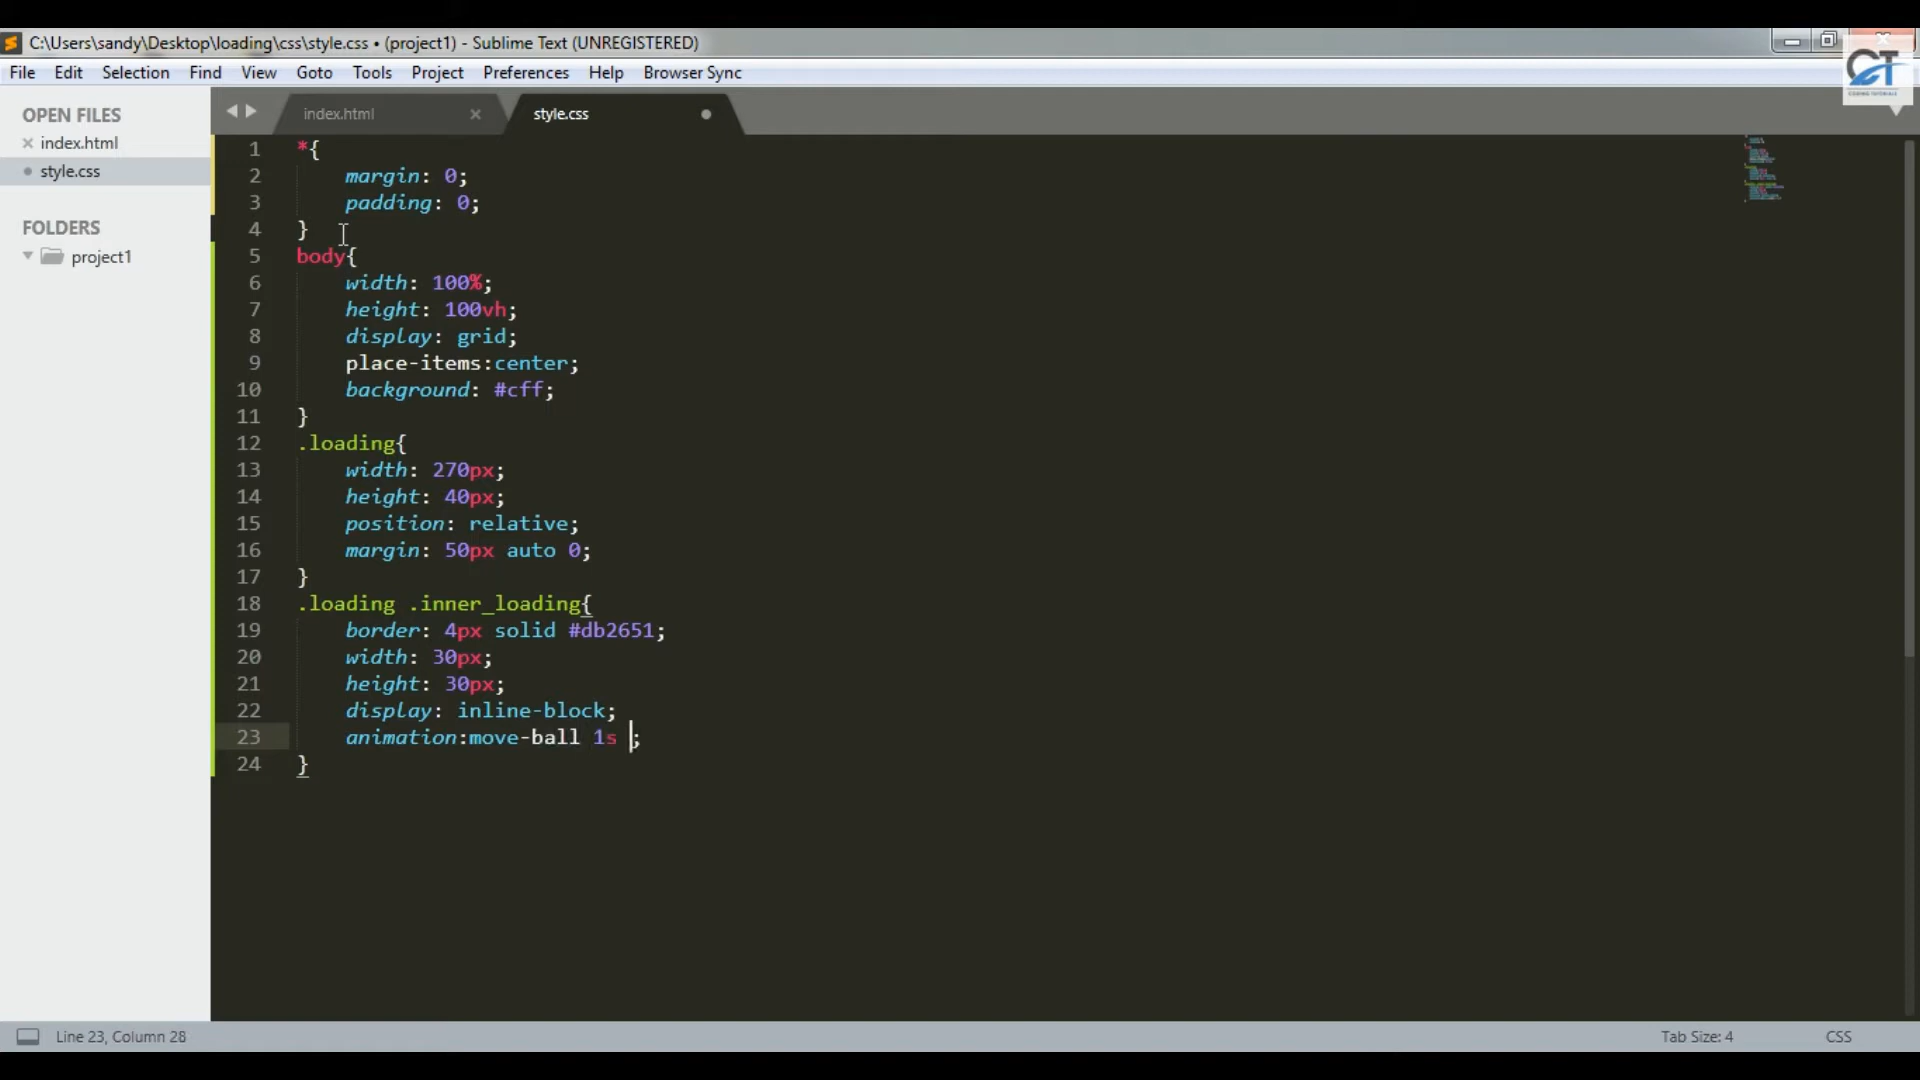 C:\Users\sandy\Desktop\loading\css\style.css • (project1) - Sublime Text (UNREGISTERED)
File Edit Selection Find View Goto Tools Project Preferences Help Browser Sync
CT
CODING TUTORIALS
OPEN FILES
index.html
style.css
FOLDERS
project1
index.html
style.css
1 *{
2 margin: 0;
3 padding: 0;
4 }
5 body{
6 width: 100%;
7 height: 100vh;
8 display: grid;
9 place-items:center;
10 background: #cff;
11 }
12 .loading{
13 width: 270px;
14 height: 40px;
15 position: relative;
16 margin: 50px auto 0;
17 }
18 .loading .inner_loading{
19 border: 4px solid #db2651;
20 width: 30px;
21 height: 30px;
22 display: inline-block;
23 animation:move-ball 1s ;
24 }
Line 23, Column 28
Tab Size: 4
CSS